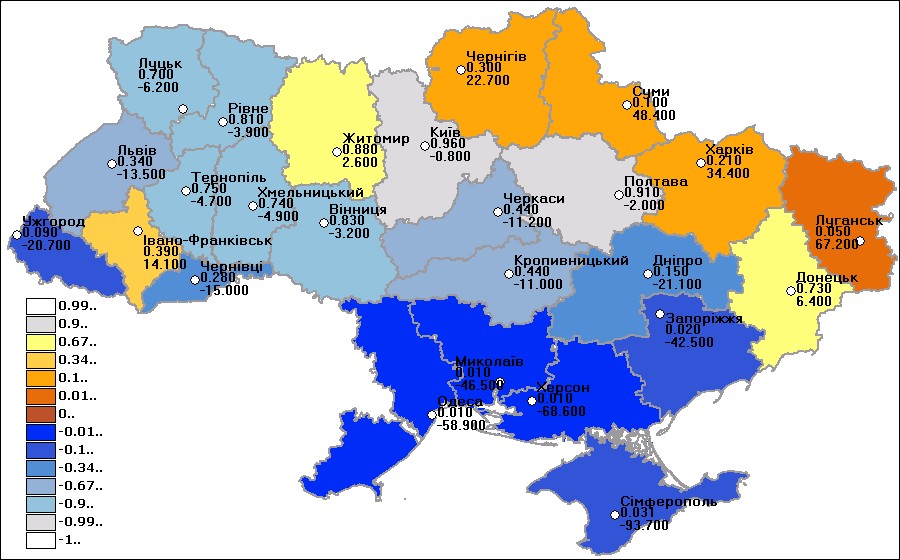 Чернігів
0.300
22.700
Луцьк
0.700
-6.200
Суми
0.100
48.400
Рівне
0.810
-3.900
Київ
0.960
-0.800
Житомир
0.880
2.600
Львів
0.340
-13.500
Харків
0.210
34.400
Тернопіль
0.750
-4.700
Хмельницький
0.740
-4.900
Полтава
0.910
-2.000
Черкаси
0.440
-11.200
Вінниця
0.830
-3.200
Ужгород
0.090
-20.700
Луганськ
0.050
67.200
Івано-Франківськ
0.390
14.100
Чернівці
0.280
-15.000
Кропивницький
0.440
-11.000
Дніпро
0.150
-21.100
Донецьк
0.730
6.400
Запоріжжя
0.020
-42.500
Миколаїв
0.010
-46.500
Херсон
0.010
-68.600
Одеса
0.010
-58.900
Сімферополь
0.031
-93.700
0.99..
0.9..
0.67..
0.34..
0.1..
0.01..
0..
-0.01..
-0.1..
-0.34..
-0.67..
-0.9..
-0.99..
-1..